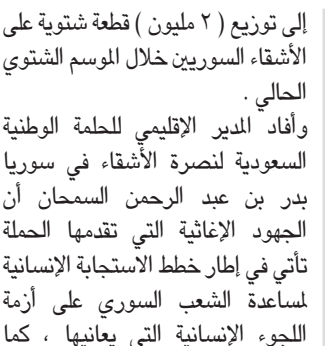 إلى توزيع ( ٢ مليون ) قطعة شتوية على
الأشقاء السوريين خلال الموسم الشتوي
الحالي .
وأفاد المدير الإقليمي للحلمة الوطنية
السعودية لنصرة الأشقاء في سوريا
بدر بن عبد الرحمن السمحان أن
الجهود الإغاثية التي تقدمها الحملة
تأتي في إطار خطط الاستجابة الإنسانية
لمساعدة الشعب السوري على أزمة
اللجوء الإنسانية التي يعانيها ، كما